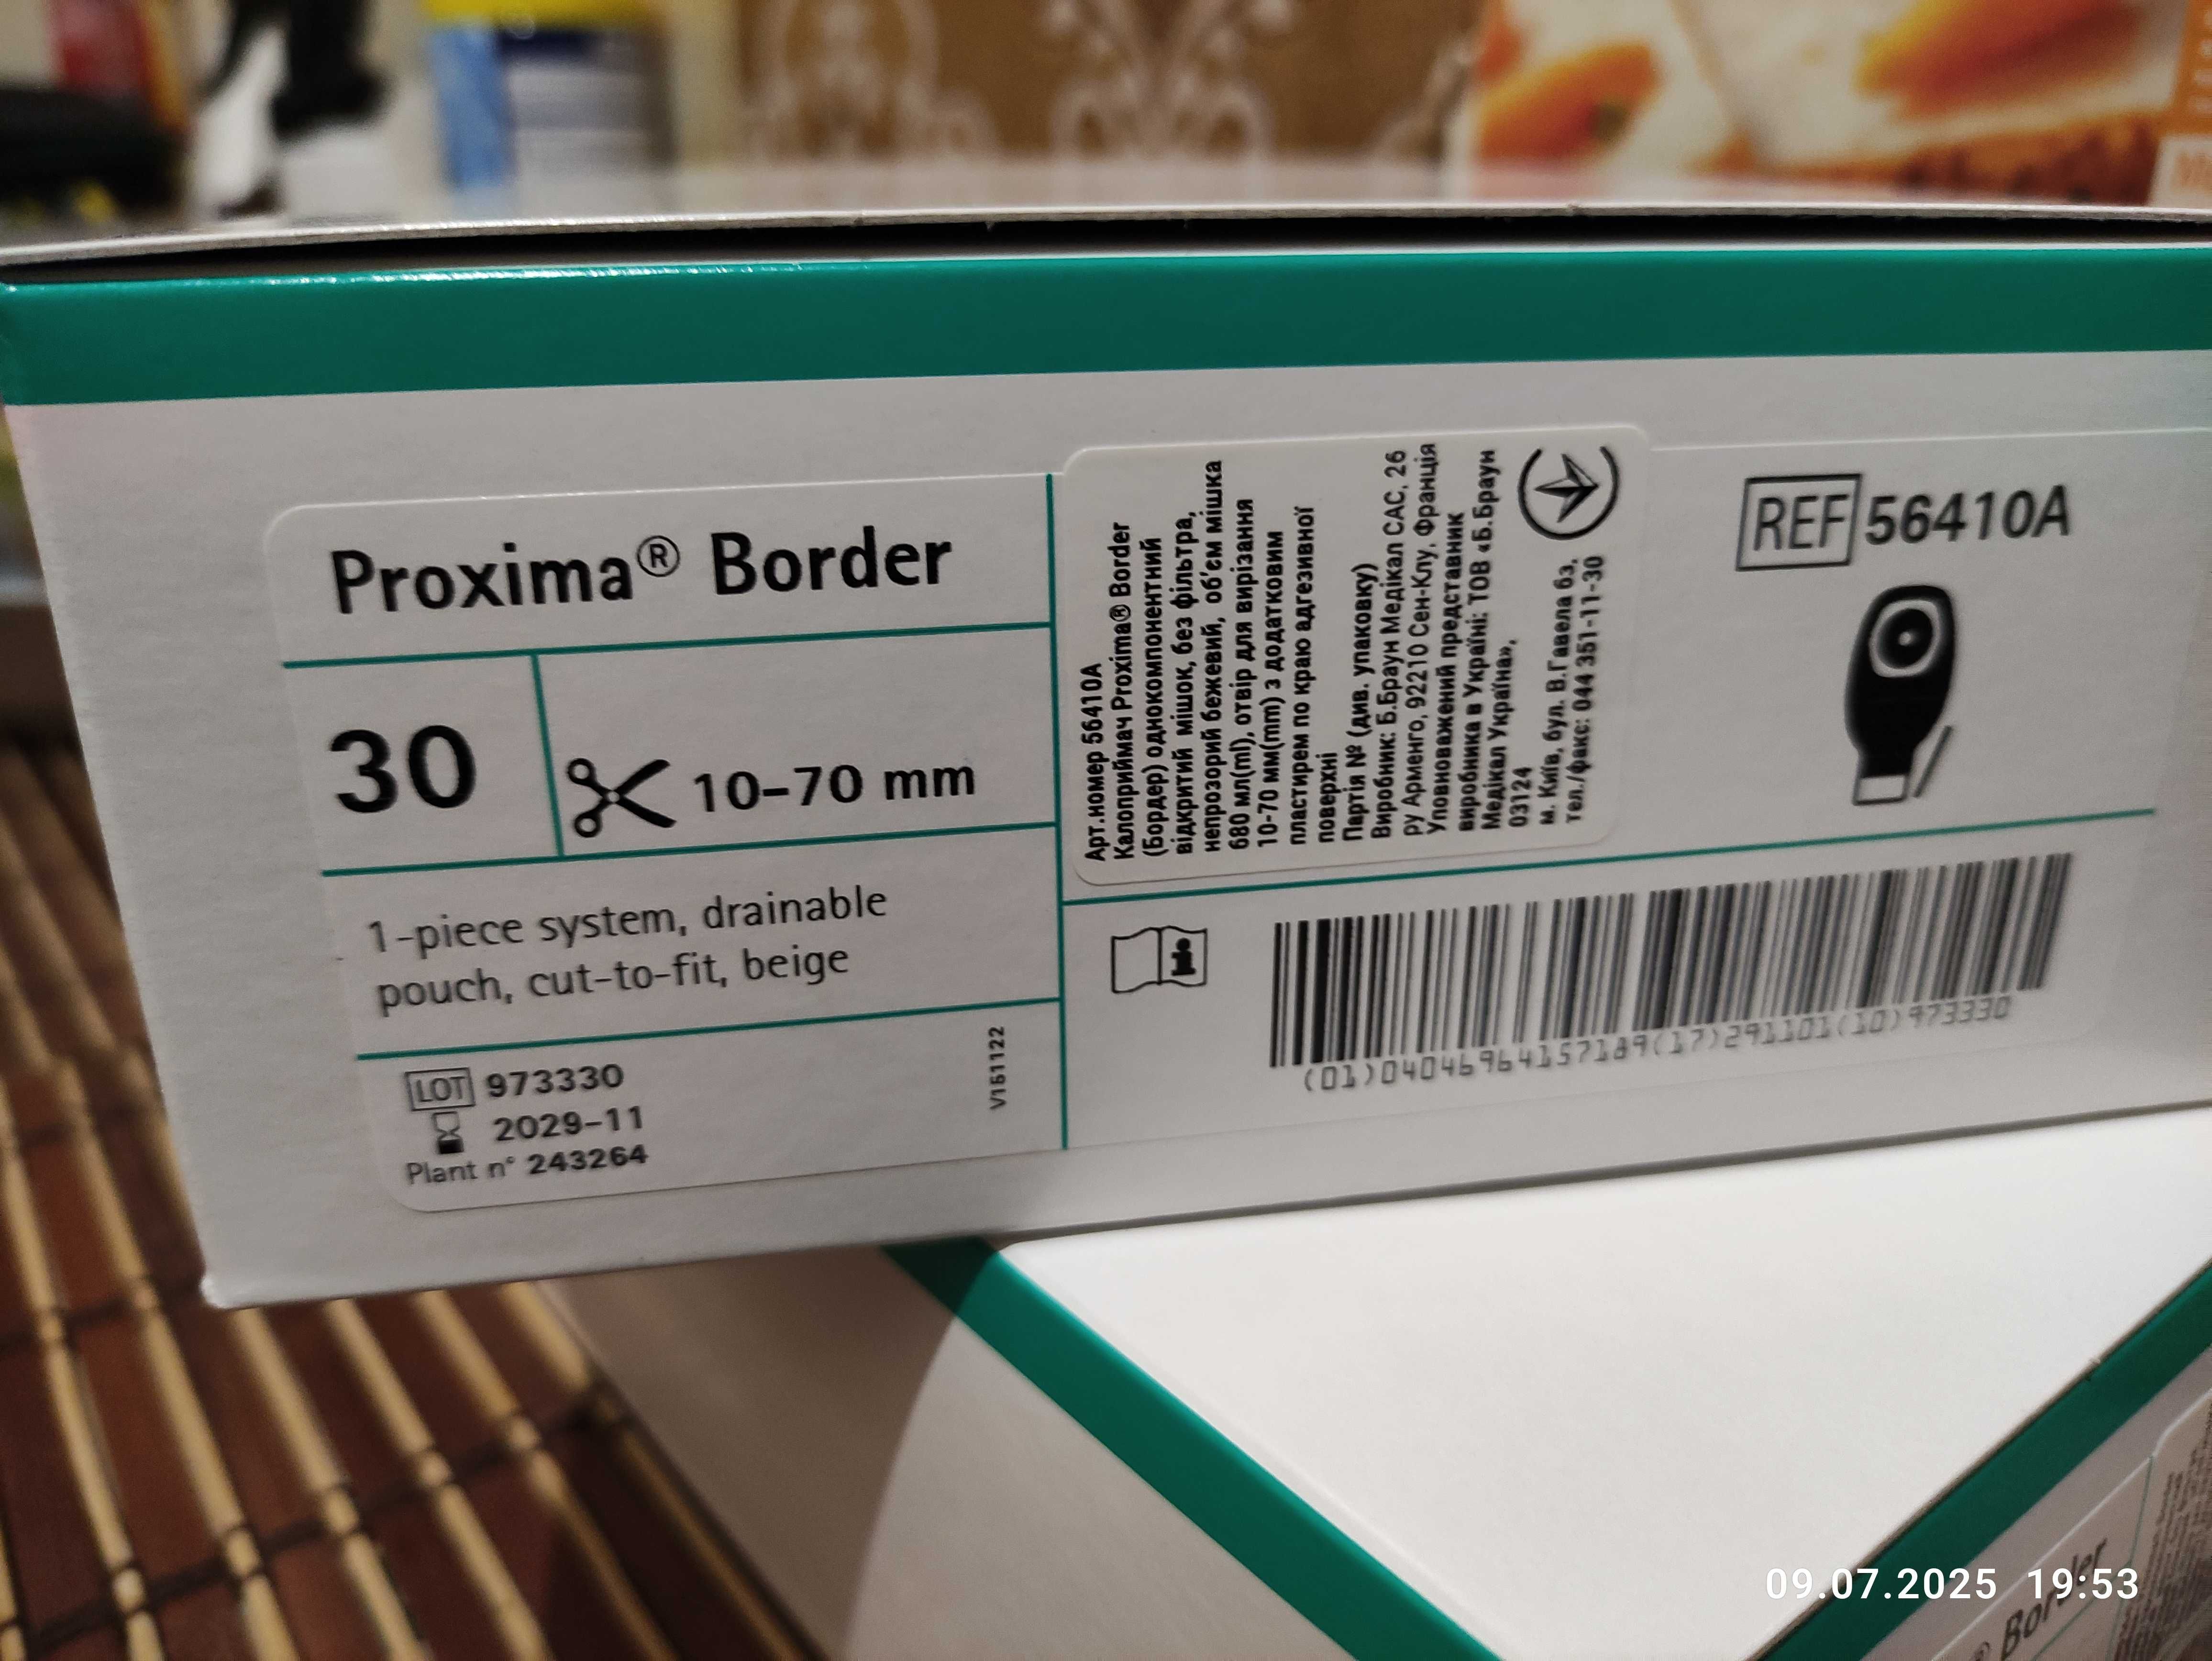 Proxima® Border
30
10–70 mm
1-piece system, drainable
pouch, cut-to-fit, beige
LOT 973330
2029–11
Plant n° 243264
V151122
Арт.номер 56410A
Калоприймач Proxima® Border
(Бордер) однокомпонентний
відкритий мішок, без фільтра,
непрозорий бежевий, об'єм мішка
680 мл(ml), отвір для вирізання
10-70 мм(mm) з додатковим
пластирем по краю адгезивної
поверхні
Партія № (див. упаковку)
Виробник: Б.Браун Медікал САС, 26
ру Арменго, 92210 Сен-Клу, Франція
Уповноважений представник
виробника в Україні: ТОВ «Б.Браун
Медікал Україна»,
03124
м. Київ, бул. В.Гавела 6з,
тел./факс: 044 351-11-30
REF 56410A
(01)04046964157189(17)291101(10)973330
® Border
09.07.2025 19:53